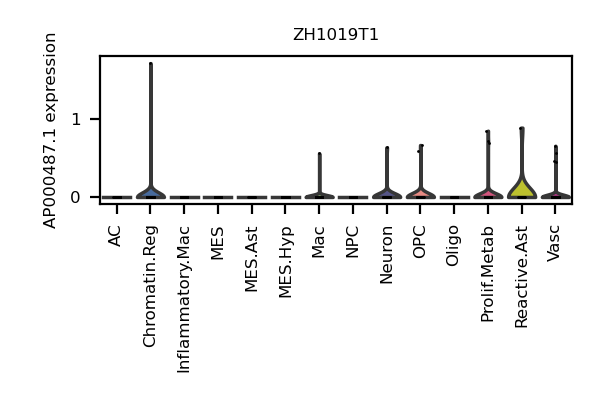 ZH1019T1
AP000487.1 expression
1
0
AC
Chromatin.Reg
Inflammatory.Mac
MES
MES.Ast
MES.Hyp
Mac
NPC
Neuron
OPC
Oligo
Prolif.Metab
Reactive.Ast
Vasc